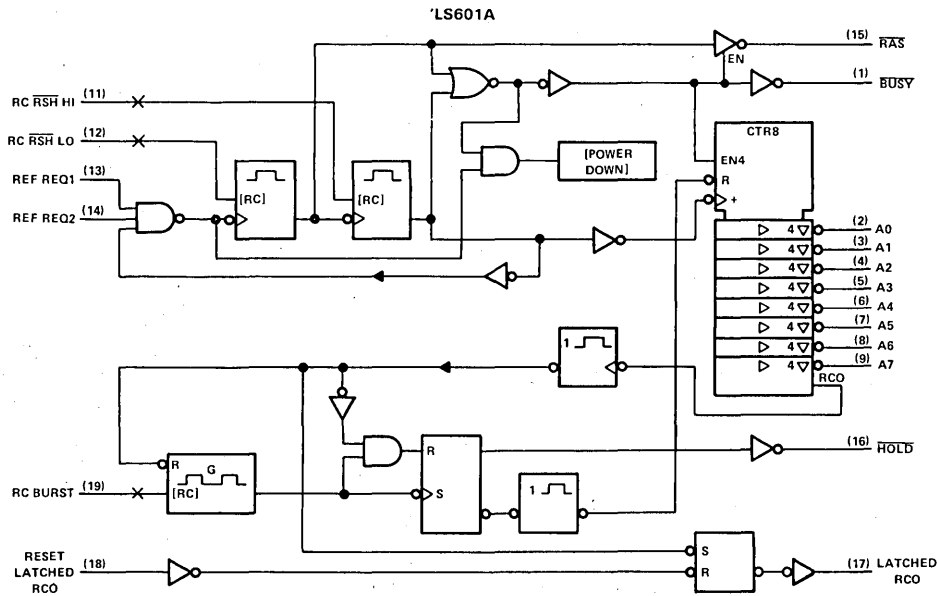 'LS601A
(15) RAS
EN
(1) BUSY
RC RSH HI (11)
RC RSH LO (12)
REF REQ1 (13)
REF REQ2 (14)
[RC]
[RC]
[POWER
DOWN]
CTR8
EN4
R
+
4 (2) A0
4 (3) A1
4 (4) A2
4 (5) A3
4 (6) A4
4 (7) A5
4 (8) A6
4 (9) A7
RCO
1
R
G
[RC]
RC BURST (19)
R
S
1
(16) HOLD
S
R
RESET
LATCHED (18)
RCO
(17) LATCHED
RCO